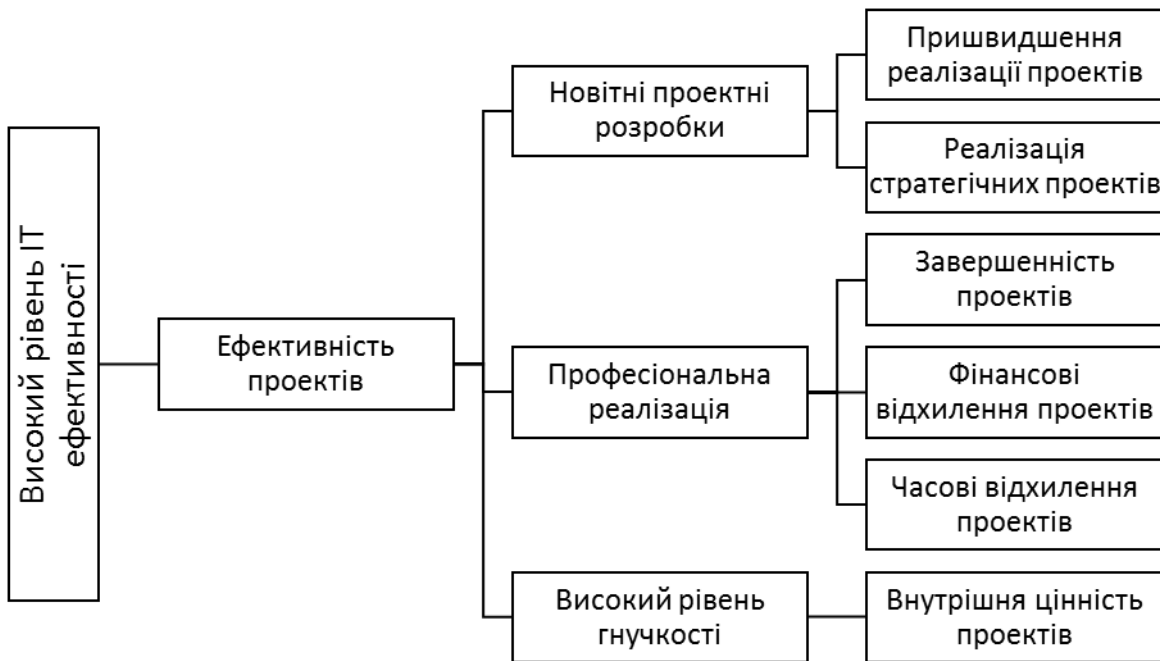 Високий рівень ІТ
ефективності
Ефективність
проектів
Новітні проектні
розробки
Професіональна
реалізація
Високий рівень
гнучкості
Пришвидшення
реалізації проектів
Реалізація
стратегічних проектів
Завершенність
проектів
Фінансові
відхилення проектів
Часові відхилення
проектів
Внутрішня цінність
проектів